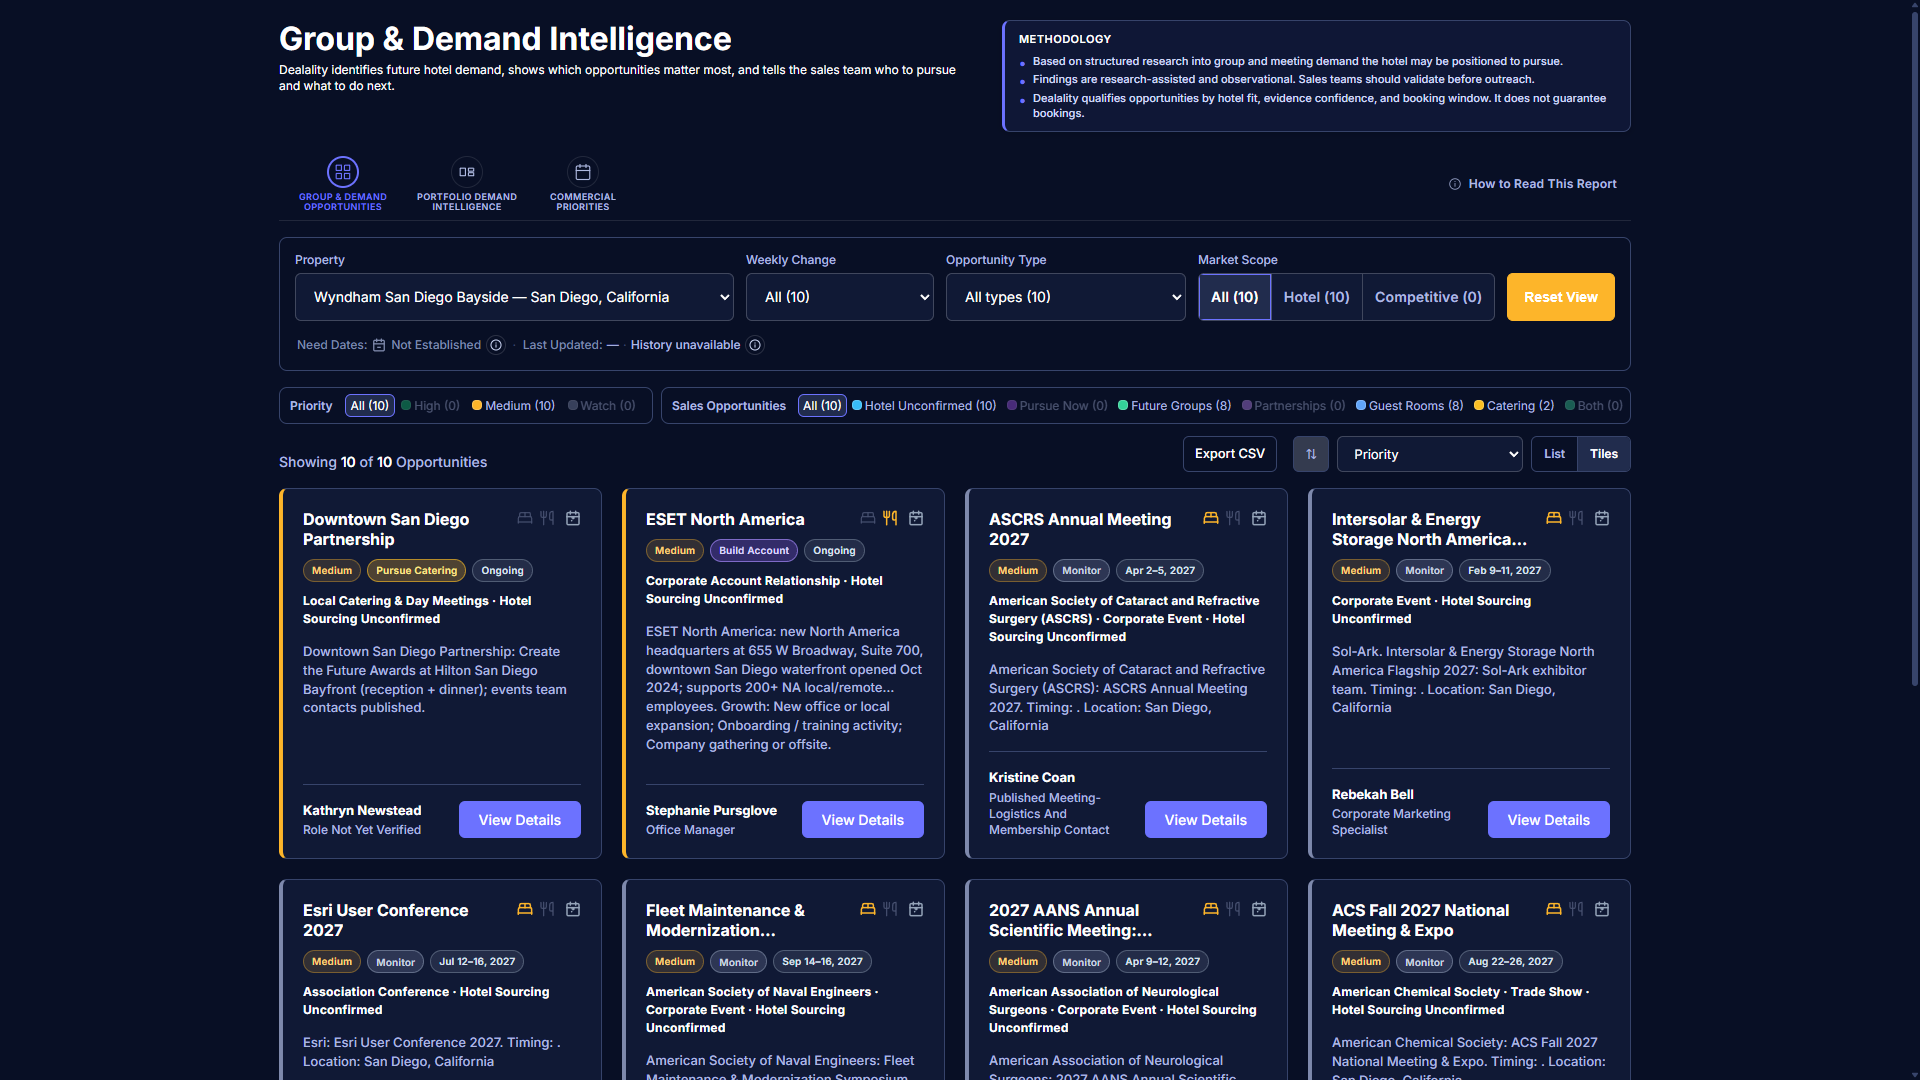 Group & Demand Intelligence
Dealality identifies future hotel demand, shows which opportunities matter most, and tells the sales team who to pursue
and what to do next.
METHODOLOGY
Based on structured research into group and meeting demand the hotel may be positioned to pursue.
Findings are research-assisted and observational. Sales teams should validate before outreach.
Dealality qualifies opportunities by hotel fit, evidence confidence, and booking window. It does not guarantee
bookings.
GROUP & DEMAND
OPPORTUNITIES
PORTFOLIO DEMAND
INTELLIGENCE
COMMERCIAL
PRIORITIES
How to Read This Report
Property
Weekly Change
Opportunity Type
Market Scope
Wyndham San Diego Bayside — San Diego, California
All (10)
All types (10)
All (10)
Hotel (10)
Competitive (0)
Reset View
Need Dates: Not Established · Last Updated: — · History unavailable
Priority All (10) High (0) Medium (10) Watch (0)
Sales Opportunities All (10) Hotel Unconfirmed (10) Pursue Now (0) Future Groups (8) Partnerships (0) Guest Rooms (8) Catering (2) Both (0)
Showing 10 of 10 Opportunities
Export CSV
Priority
List
Tiles
Downtown San Diego
Partnership
Medium
Pursue Catering
Ongoing
Local Catering & Day Meetings · Hotel
Sourcing Unconfirmed
Downtown San Diego Partnership: Create
the Future Awards at Hilton San Diego
Bayfront (reception + dinner); events team
contacts published.
Kathryn Newstead
Role Not Yet Verified
View Details
ESET North America
Medium
Build Account
Ongoing
Corporate Account Relationship · Hotel
Sourcing Unconfirmed
ESET North America: new North America
headquarters at 655 W Broadway, Suite 700,
downtown San Diego waterfront opened Oct
2024; supports 200+ NA local/remote...
employees. Growth: New office or local
expansion; Onboarding / training activity;
Company gathering or offsite.
Stephanie Pursglove
Office Manager
View Details
ASCRS Annual Meeting
2027
Medium
Monitor
Apr 2–5, 2027
American Society of Cataract and Refractive
Surgery (ASCRS) · Corporate Event · Hotel
Sourcing Unconfirmed
American Society of Cataract and Refractive
Surgery (ASCRS): ASCRS Annual Meeting
2027. Timing: . Location: San Diego,
California
Kristine Coan
Published Meeting-
Logistics And
Membership Contact
View Details
Intersolar & Energy
Storage North America...
Medium
Monitor
Feb 9–11, 2027
Corporate Event · Hotel Sourcing
Unconfirmed
Sol-Ark. Intersolar & Energy Storage North
America Flagship 2027: Sol-Ark exhibitor
team. Timing: . Location: San Diego,
California
Rebekah Bell
Corporate Marketing
Specialist
View Details
Esri User Conference
2027
Medium
Monitor
Jul 12–16, 2027
Association Conference · Hotel Sourcing
Unconfirmed
Esri: Esri User Conference 2027. Timing: .
Location: San Diego, California
Fleet Maintenance &
Modernization...
Medium
Monitor
Sep 14–16, 2027
American Society of Naval Engineers ·
Corporate Event · Hotel Sourcing
Unconfirmed
American Society of Naval Engineers: Fleet
Maintenance & Modernization Symposium
2027 AANS Annual
Scientific Meeting:...
Medium
Monitor
Apr 9–12, 2027
American Association of Neurological
Surgeons · Corporate Event · Hotel Sourcing
Unconfirmed
American Association of Neurological
Surgeons: 2027 AANS Annual Scientific
ACS Fall 2027 National
Meeting & Expo
Medium
Monitor
Aug 22–26, 2027
American Chemical Society · Trade Show ·
Hotel Sourcing Unconfirmed
American Chemical Society: ACS Fall 2027
National Meeting & Expo. Timing: . Location:
San Diego, California